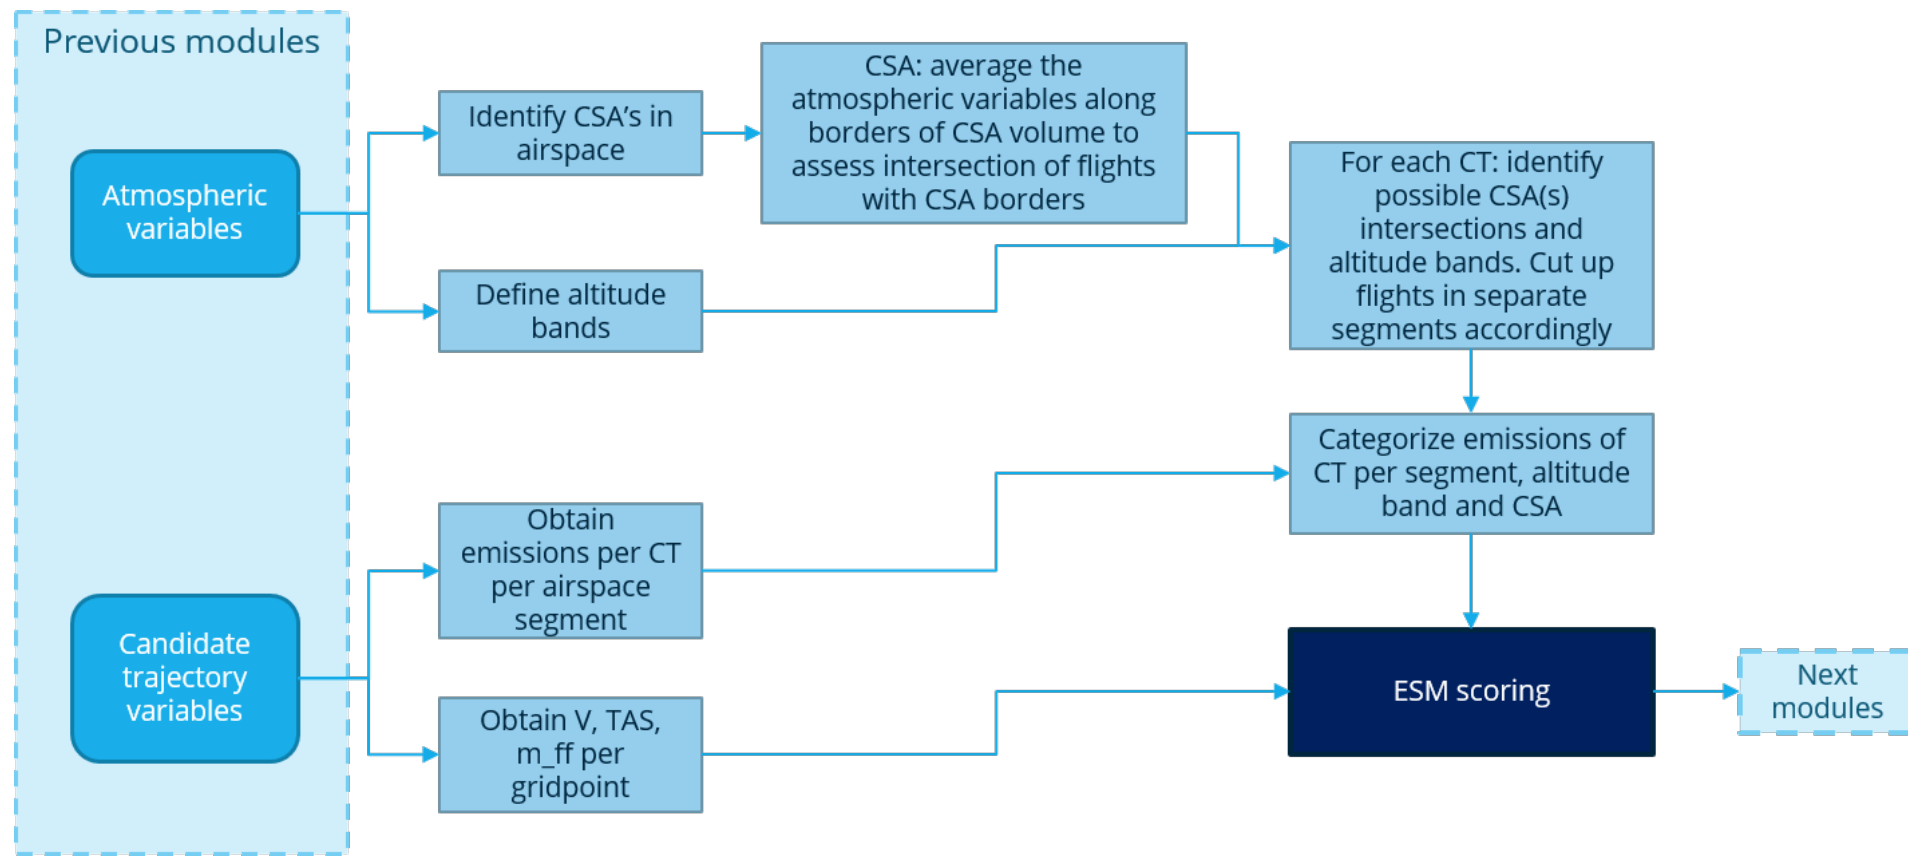 Previous modules
Atmospheric
variables
Candidate
trajectory
variables
Identify CSA’s in
airspace
CSA: average the
atmospheric variables along
borders of CSA volume to
assess intersection of flights
with CSA borders
Define altitude
bands
For each CT: identify
possible CSA(s)
intersections and
altitude bands. Cut up
flights in separate
segments accordingly
Obtain
emissions per CT
per airspace
segment
Categorize emissions of
CT per segment, altitude
band and CSA
Obtain V, TAS,
m_ff per
gridpoint
ESM scoring
Next
modules